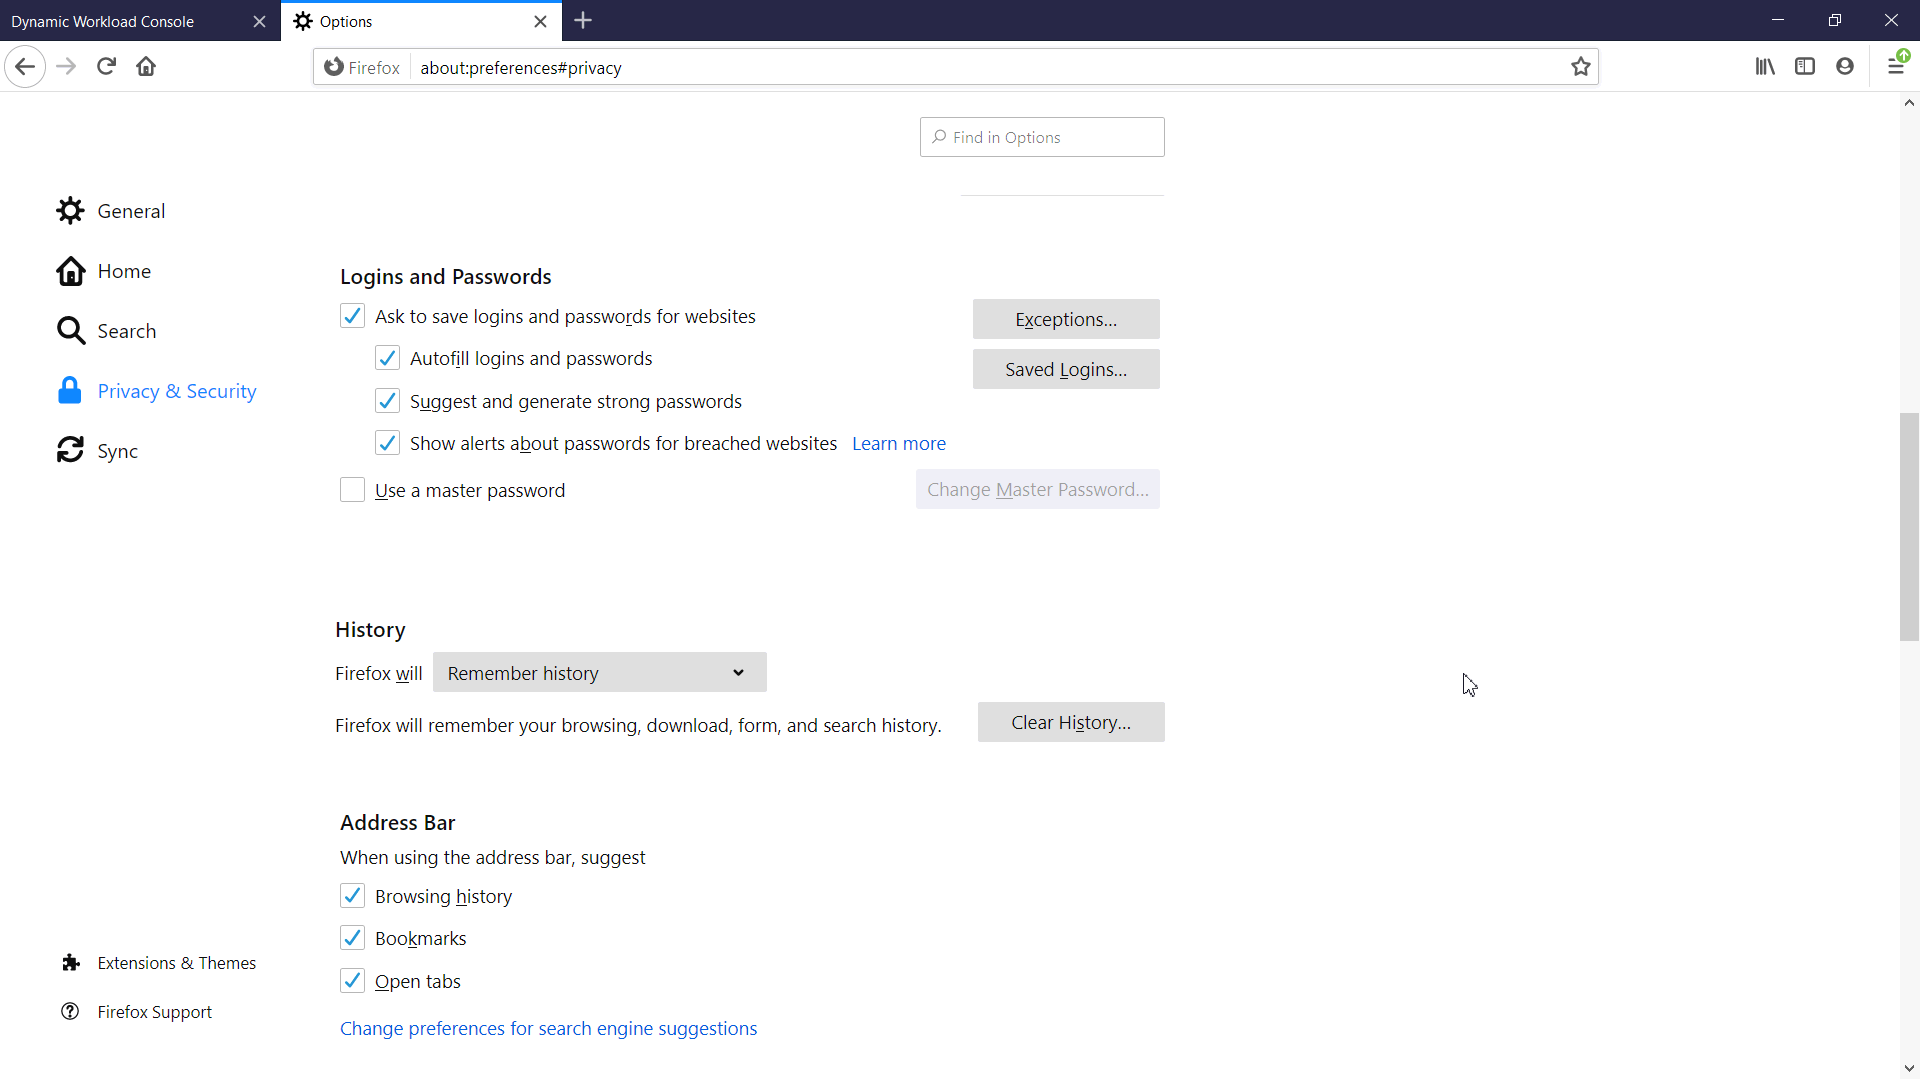 Dynamic Workload Console
Options
Firefox
about:preferences#privacy
Find in Options
General
Home
Search
Privacy & Security
Sync
Logins and Passwords
Ask to save logins and passwords for websites
Exceptions...
Autofill logins and passwords
Saved Logins...
Suggest and generate strong passwords
Show alerts about passwords for breached websites Learn more
Use a master password
Change Master Password...
History
Firefox will Remember history
Firefox will remember your browsing, download, form, and search history.
Clear History...
Address Bar
When using the address bar, suggest
Browsing history
Bookmarks
Open tabs
Change preferences for search engine suggestions
Extensions & Themes
Firefox Support